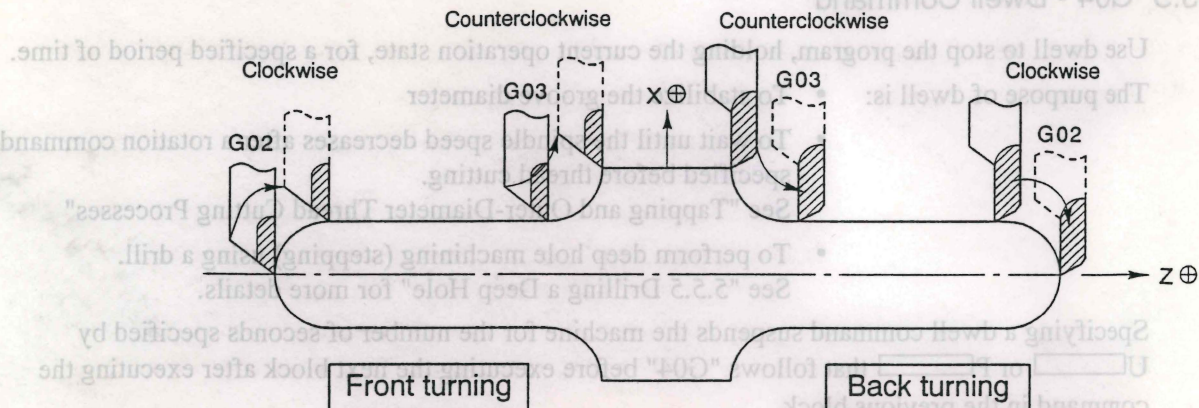 Counterclockwise Counterclockwise
Clockwise Clockwise
G03 X⊕ G03
G02 G02
Z⊕
Front turning Back turning